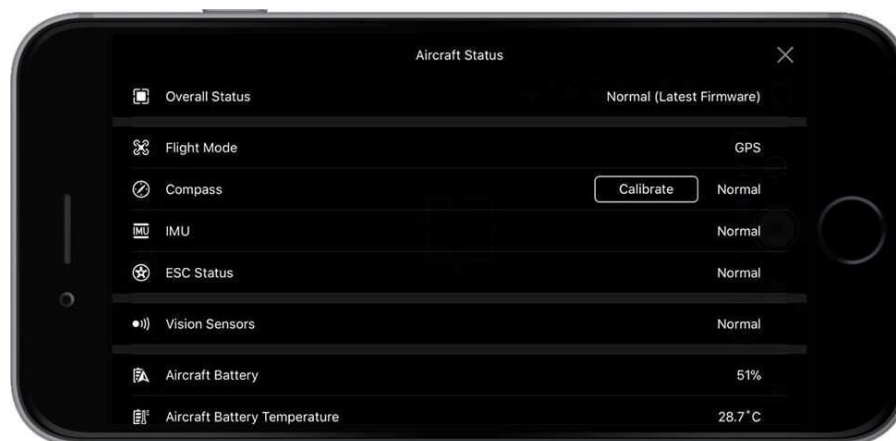 Aircraft Status
Overall Status Normal (Latest Firmware)
Flight Mode GPS
Compass Calibrate Normal
IMU IMU Normal
ESC Status Normal
Vision Sensors Normal
Aircraft Battery 51%
Aircraft Battery Temperature 28.7°C